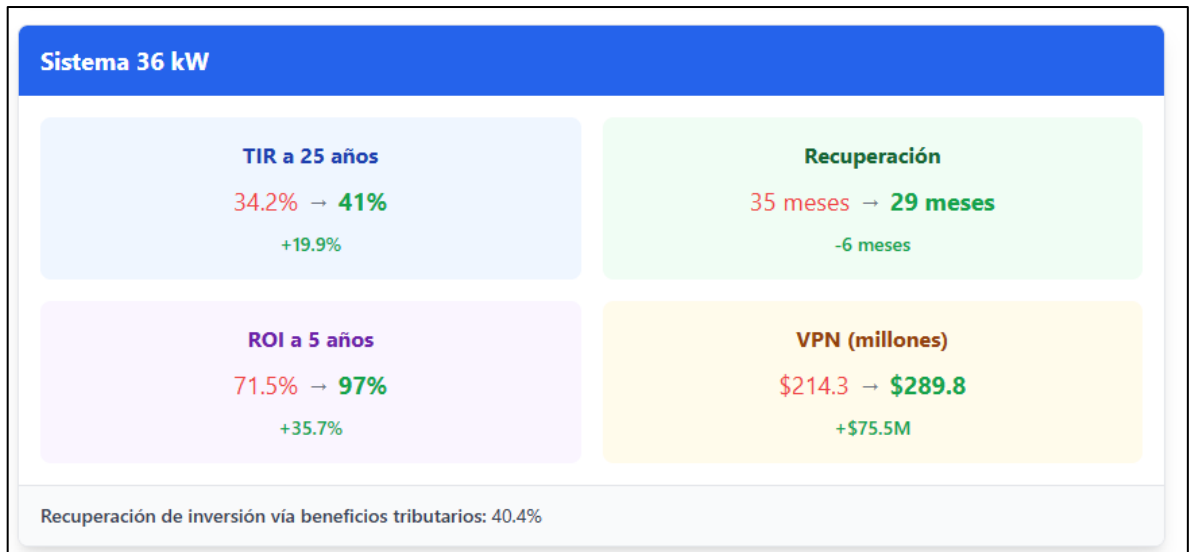 Sistema 36 kW
TIR a 25 años
34.2% → 41%
+19.9%
Recuperación
35 meses → 29 meses
-6 meses
ROI a 5 años
71.5% → 97%
+35.7%
VPN (millones)
$214.3 → $289.8
+$75.5M
Recuperación de inversión vía beneficios tributarios: 40.4%